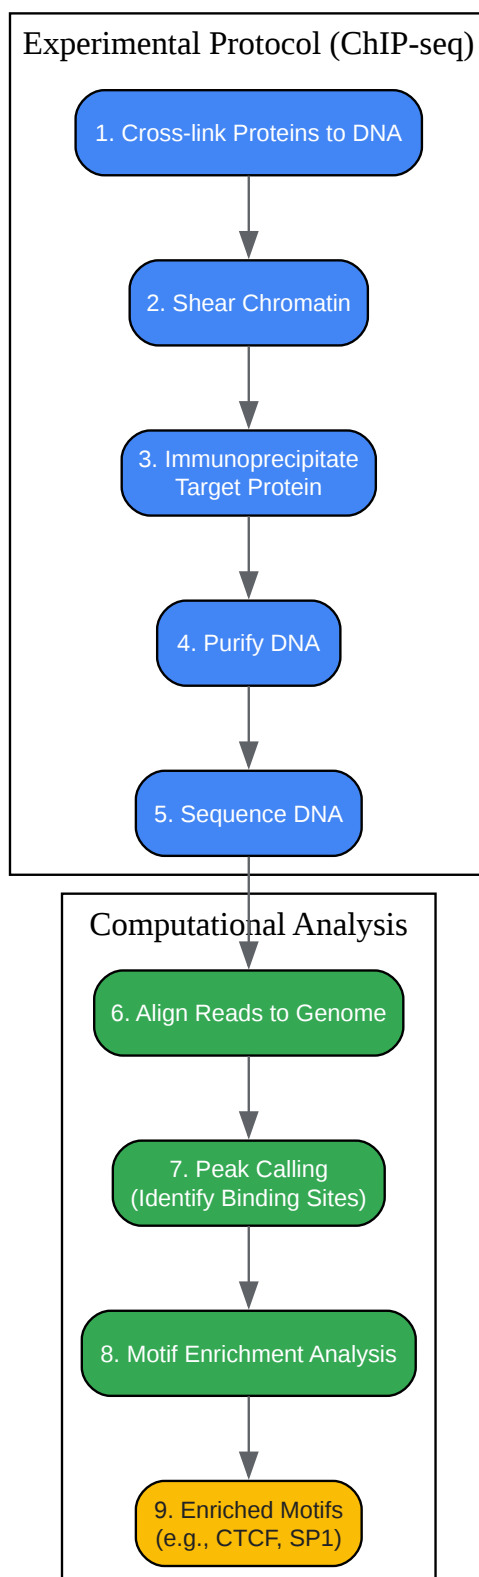 Experimental Protocol (ChIP-seq)
1. Cross-link Proteins to DNA
2. Shear Chromatin
3. Immunoprecipitate
Target Protein
4. Purify DNA
5. Sequence DNA
Computational Analysis
6. Align Reads to Genome
7. Peak Calling
(Identify Binding Sites)
8. Motif Enrichment Analysis
9. Enriched Motifs
(e.g., CTCF, SP1)